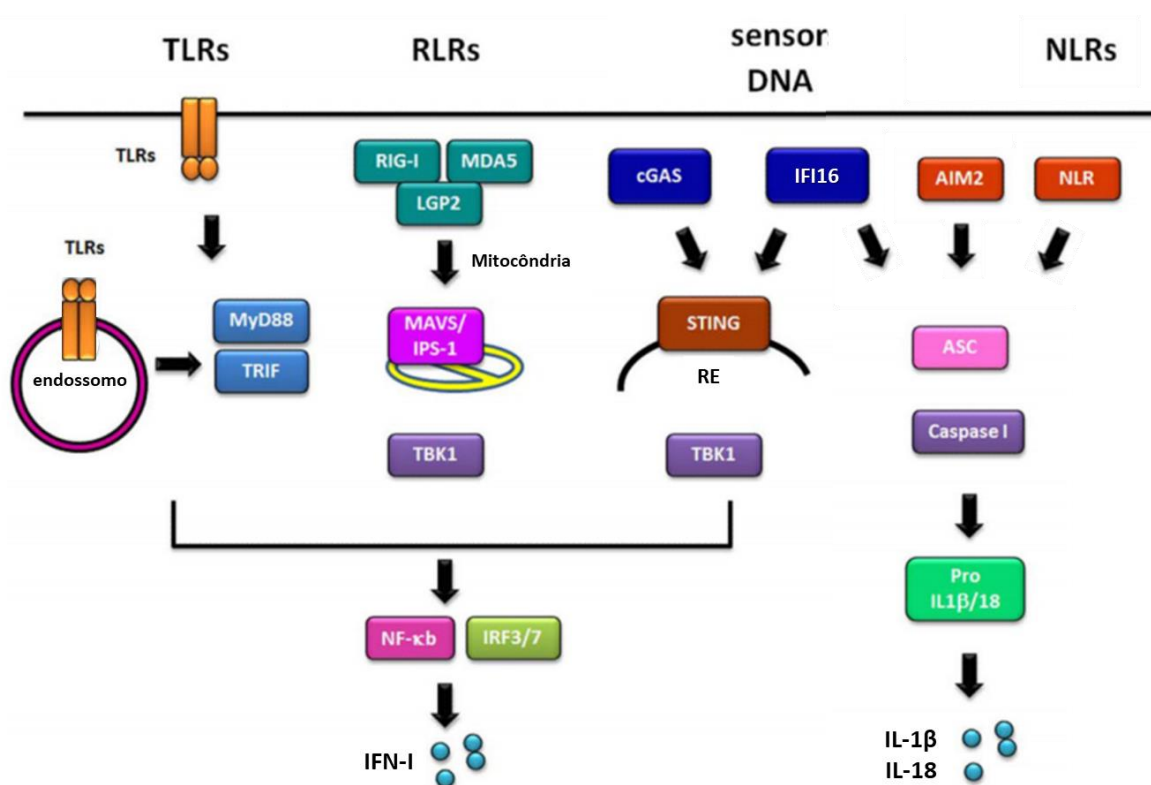 TLRs
RLRs
sensor
DNA
NLRs
TLRs
RIG-I
MDA5
LGP2
cGAS
IFI16
AIM2
NLR
TLRs
endossomo
MyD88
TRIF
Mitocôndria
MAVS/
IPS-1
TBK1
STING
RE
TBK1
ASC
Caspase I
Pro
IL1β/18
NF-κb
IRF3/7
IFN-I
IL-1β
IL-18